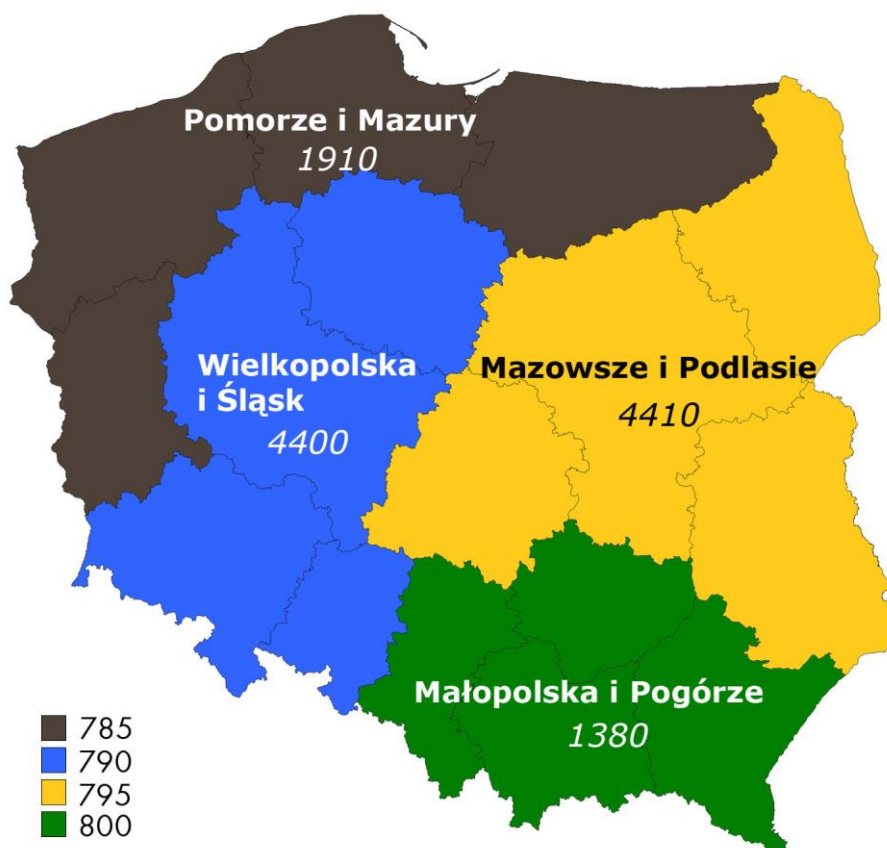 Pomorze i Mazury
1910
Wielkopolska
i Śląsk
4400
Mazowsze i Podlasie
4410
Małopolska i Pogórze
1380
785
790
795
800